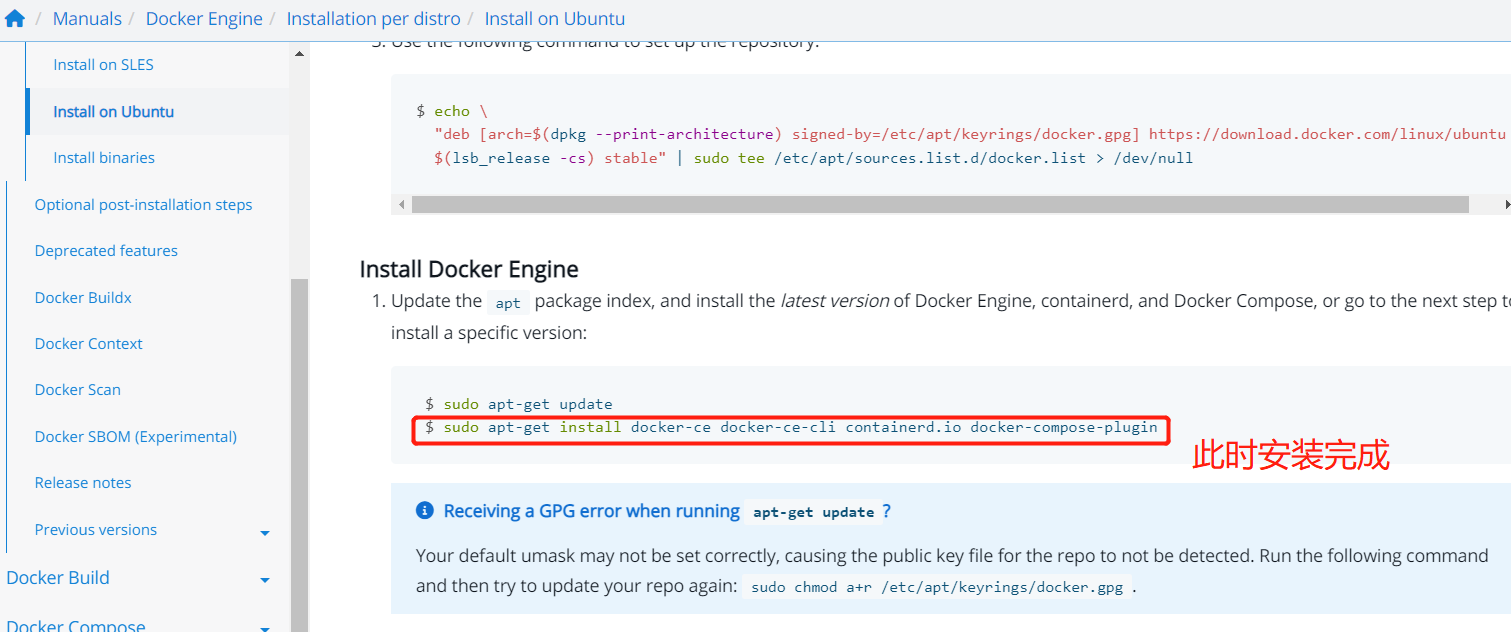 / Manuals / Docker Engine / Installation per distro / Install on Ubuntu
Install on SLES
Install on Ubuntu
Install binaries
Optional post-installation steps
Deprecated features
Docker Buildx
Docker Context
Docker Scan
Docker SBOM (Experimental)
Release notes
Previous versions
Docker Build
Docker Compose
3. Use the following command to set up the repository:
$ echo \
"deb [arch=$(dpkg --print-architecture) signed-by=/etc/apt/keyrings/docker.gpg] https://download.docker.com/linux/ubuntu
$(lsb_release -cs) stable" | sudo tee /etc/apt/sources.list.d/docker.list > /dev/null
Install Docker Engine
1. Update the apt package index, and install the latest version of Docker Engine, containerd, and Docker Compose, or go to the next step to
install a specific version:
$ sudo apt-get update
$ sudo apt-get install docker-ce docker-ce-cli containerd.io docker-compose-plugin
此时安装完成
Receiving a GPG error when running apt-get update ?
Your default umask may not be set correctly, causing the public key file for the repo to not be detected. Run the following command
and then try to update your repo again: sudo chmod a+r /etc/apt/keyrings/docker.gpg .